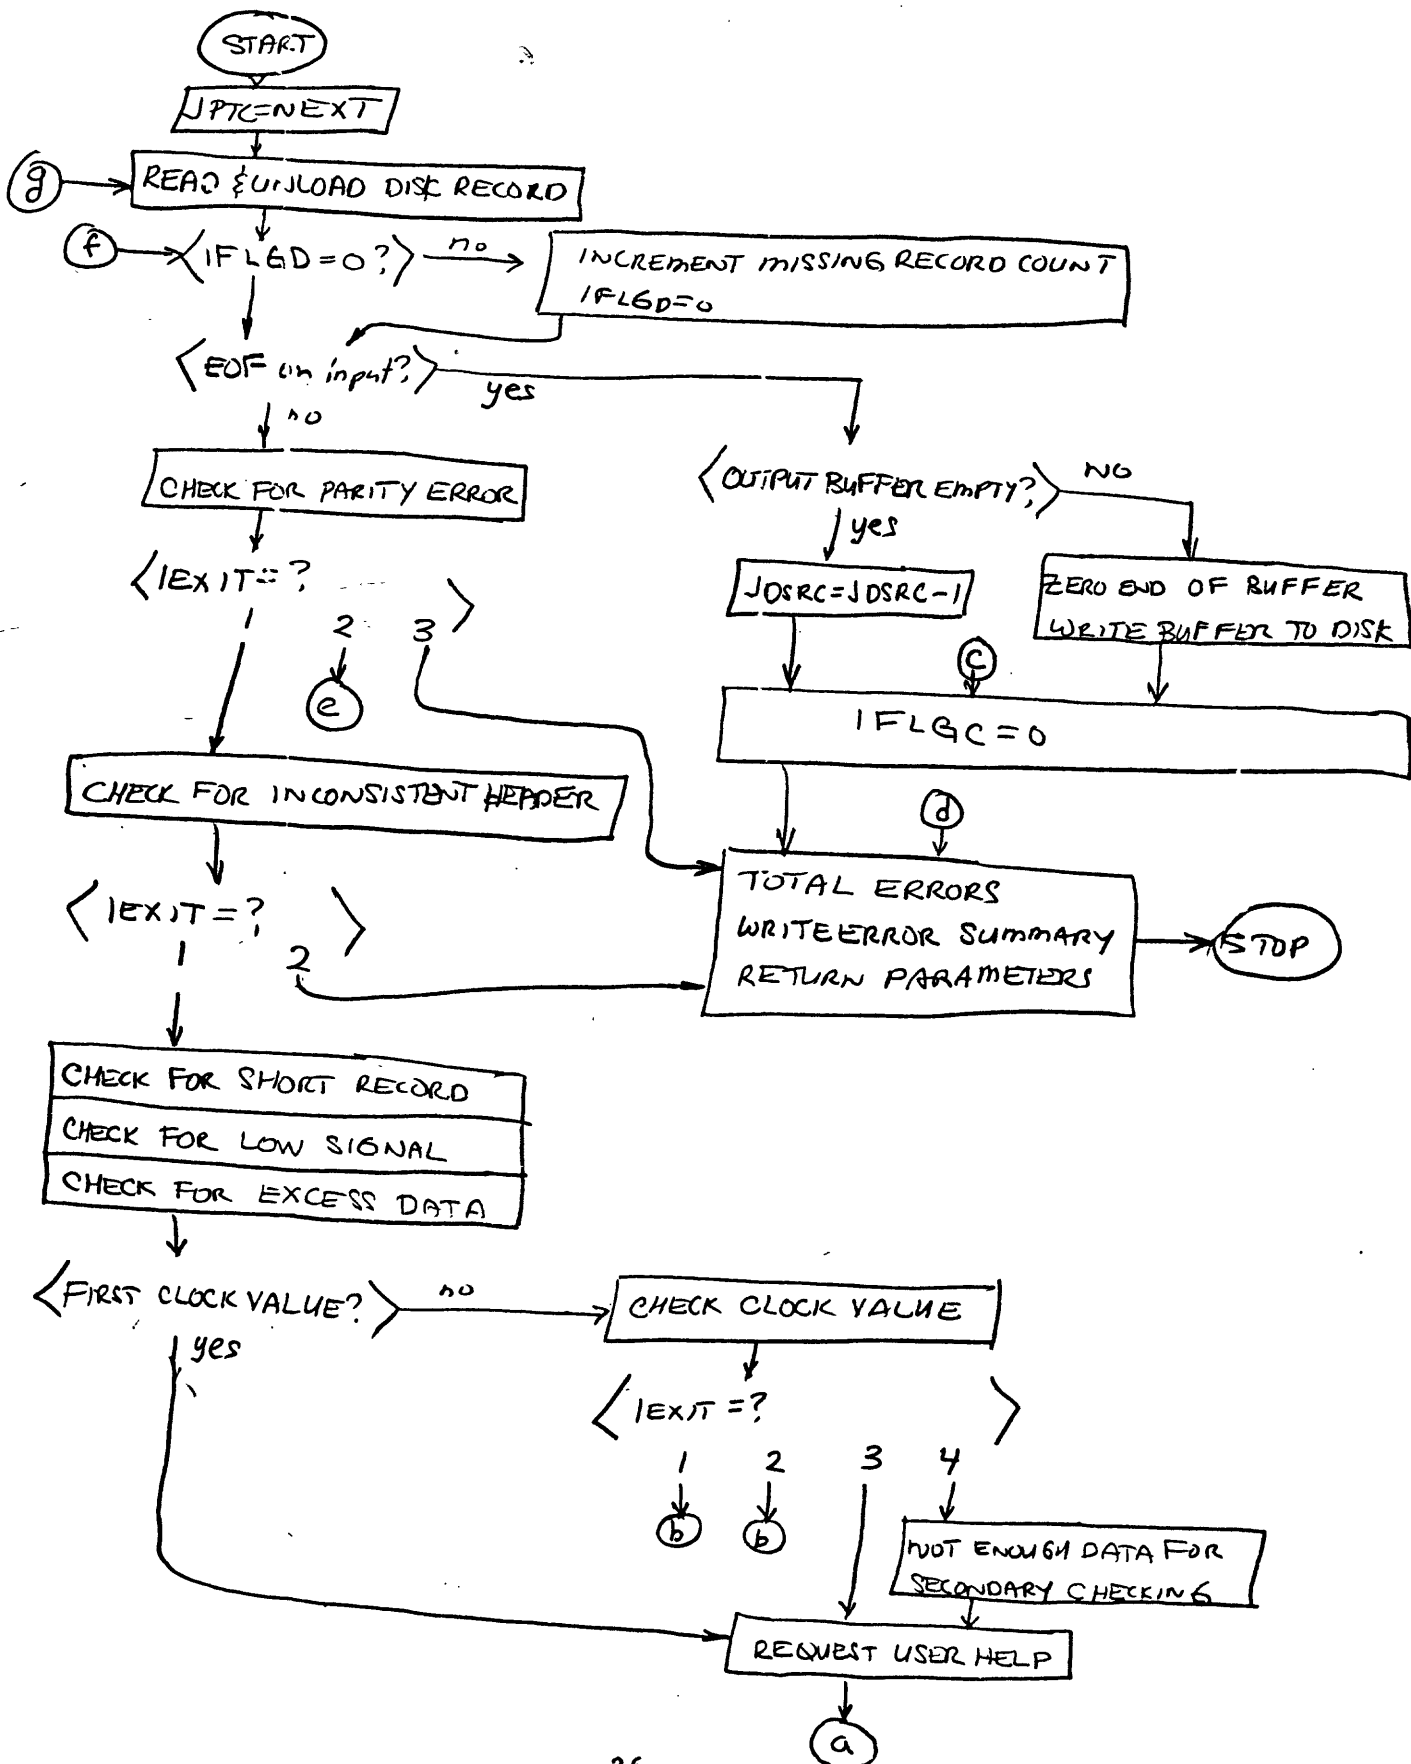 START
JPTC=NEXT
g
READ & UNLOAD DISK RECORD
f
IFLGD=0?
no
INCREMENT MISSING RECORD COUNT
IFLGD=0
EOF on input?
yes
no
CHECK FOR PARITY ERROR
OUTPUT BUFFER EMPTY?
NO
yes
IEXIT=?
1 2 3
e
JDSRC=JDSRC-1
ZERO END OF BUFFER
WRITE BUFFER TO DISK
c
IFLGC=0
CHECK FOR INCONSISTENT HEADER
d
IEXIT=?
1 2
TOTAL ERRORS
WRITE ERROR SUMMARY
RETURN PARAMETERS
STOP
CHECK FOR SHORT RECORD
CHECK FOR LOW SIGNAL
CHECK FOR EXCESS DATA
FIRST CLOCK VALUE?
no
yes
CHECK CLOCK VALUE
IEXIT=?
1 2 3 4
b b
NOT ENOUGH DATA FOR
SECONDARY CHECKING
REQUEST USER HELP
a